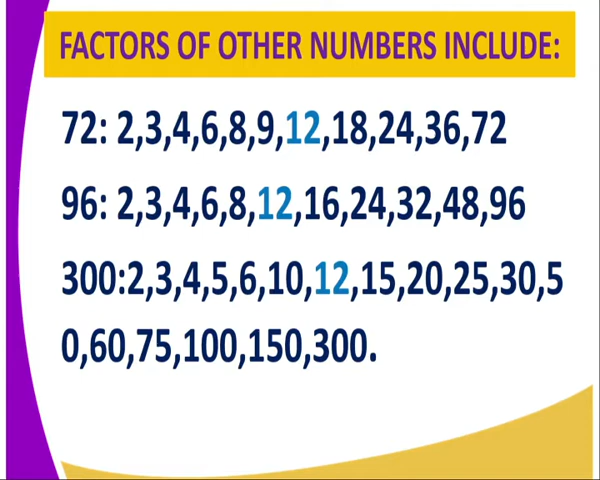 FACTORS OF OTHER NUMBERS INCLUDE:
72: 2,3,4,6,8,9,12,18,24,36,72
96: 2,3,4,6,8,12,16,24,32,48,96
300:2,3,4,5,6,10,12,15,20,25,30,5
0,60,75,100,150,300.